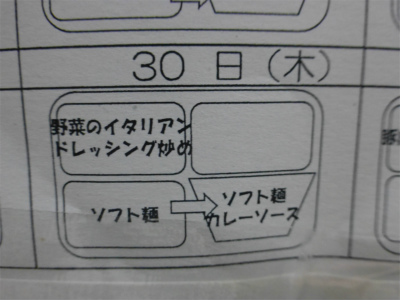 30 日 (木)
野菜のイタリアン
ドレッシング炒め
ソフト麺
ソフト麺
カレーソース